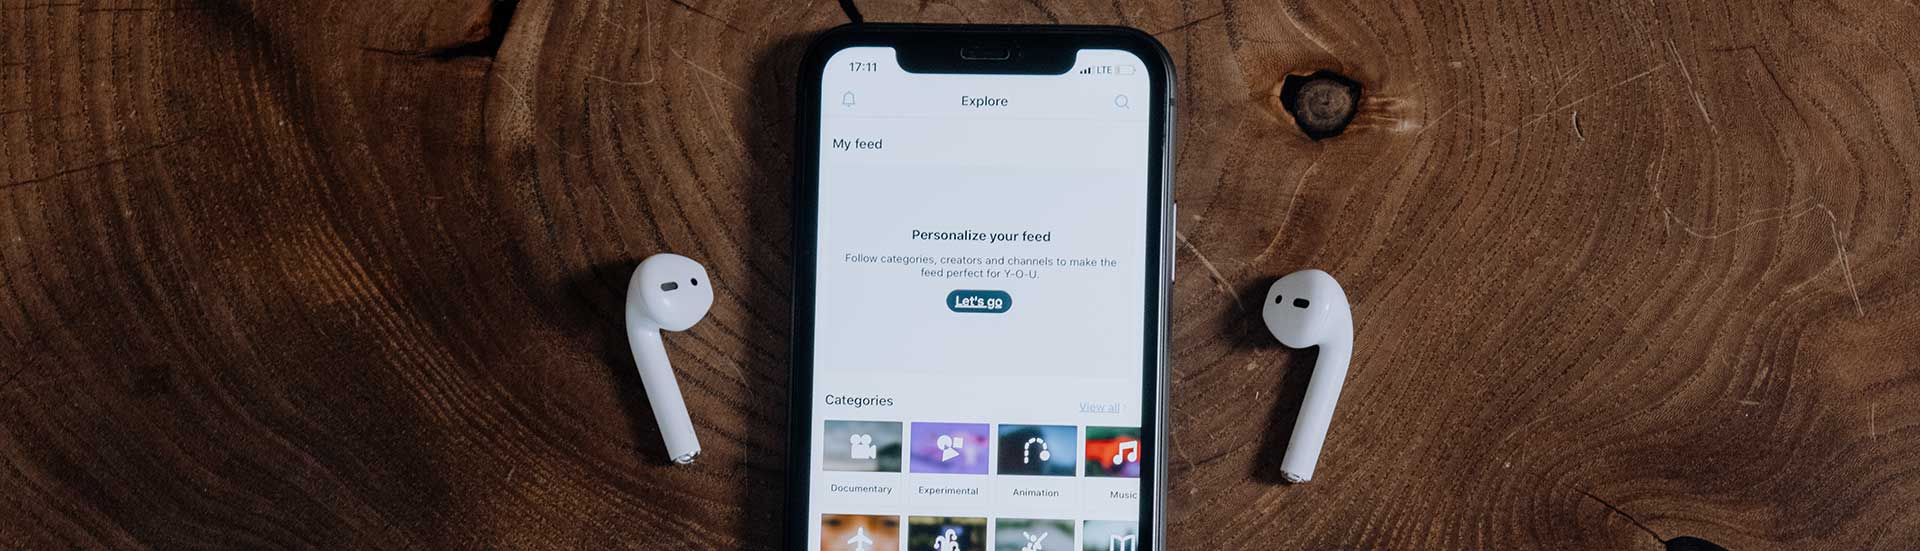 17:11
LTE
Explore
My feed
Personalize your feed
Follow categories, creators and channels to make the
feed perfect for Y-O-U.
Let's go
Categories
View all
Documentary
Experimental
Animation
Music